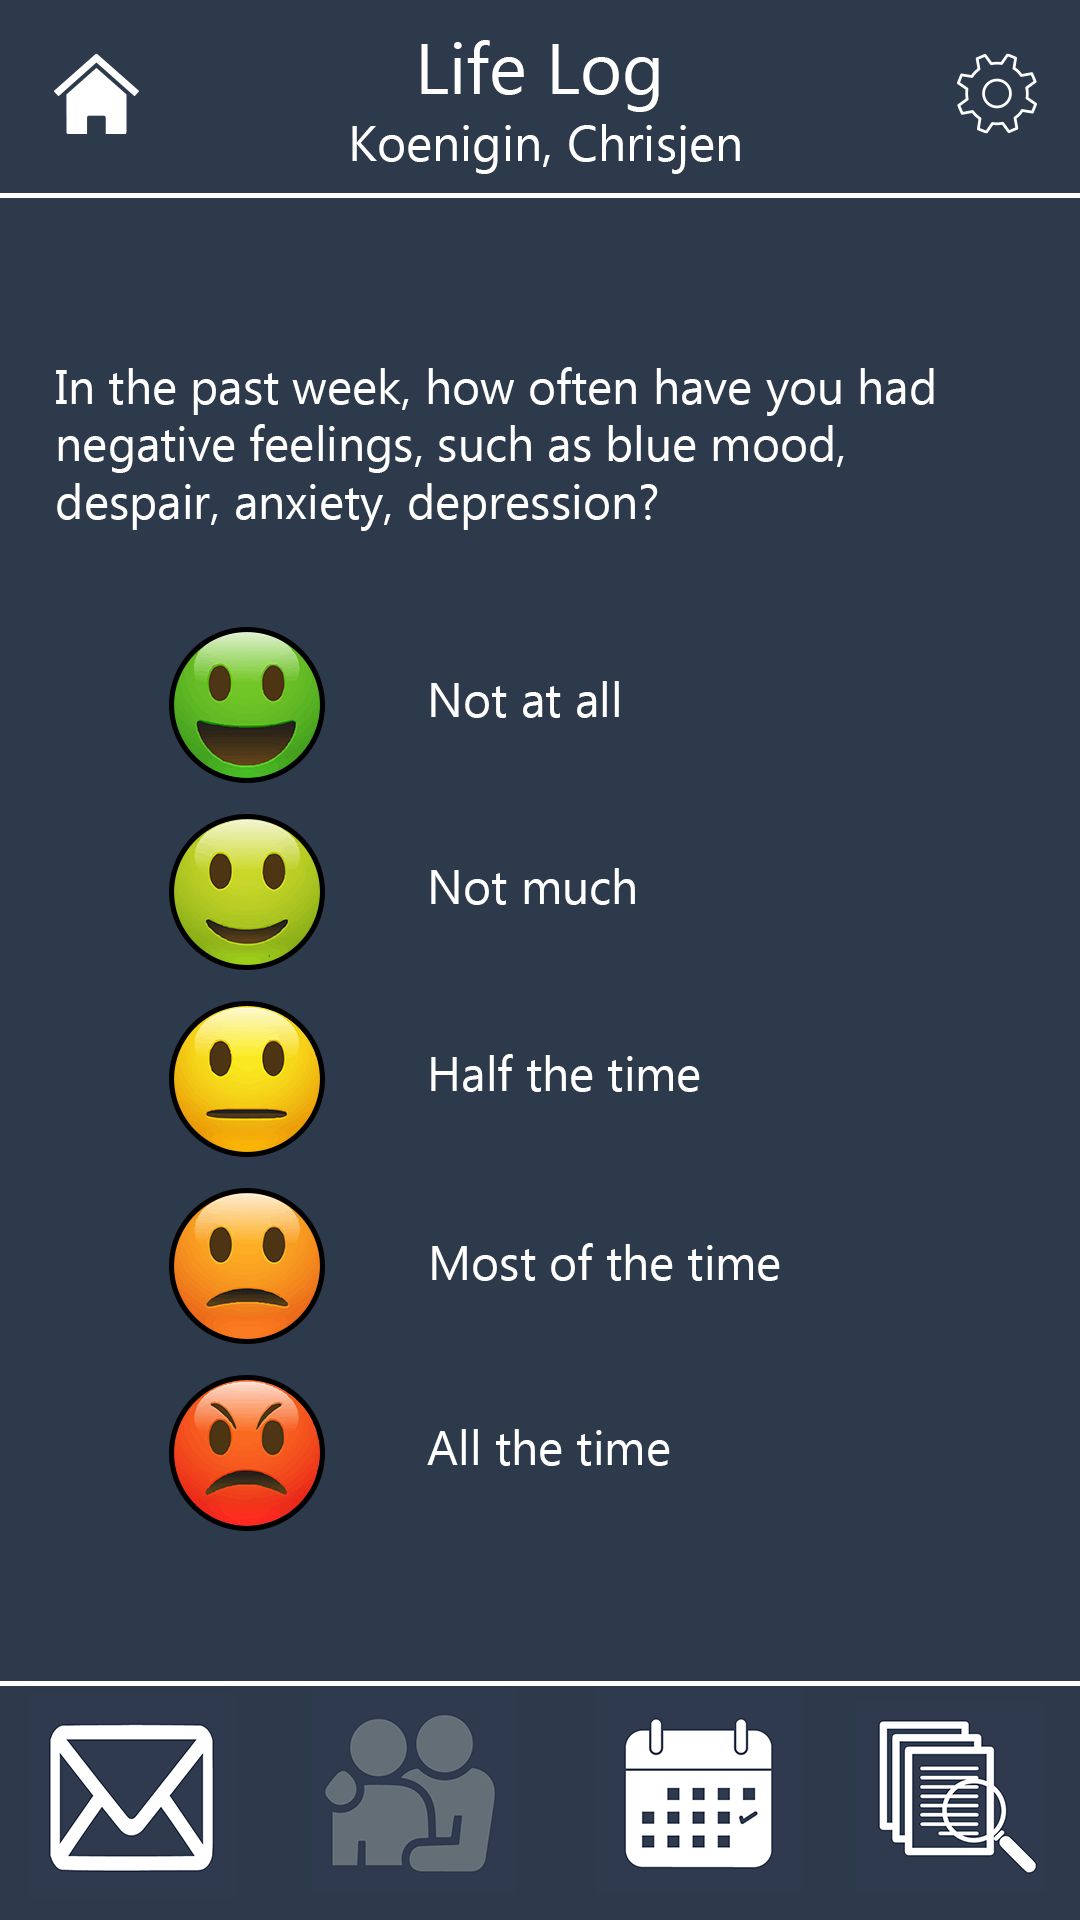 Life Log
Koenigin, Chrisjen
In the past week, how often have you had
negative feelings, such as blue mood,
despair, anxiety, depression?
Not at all
Not much
Half the time
Most of the time
All the time